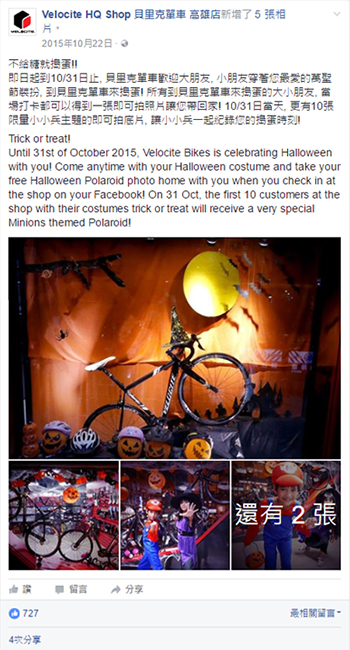 VELOCITE
Velocite HQ Shop 貝里克單車 高雄店新增了 5 張相
片。
2015年10月22日 ·
不給糖就搗蛋!!
即日起到10/31日止, 貝里克單車歡迎大朋友, 小朋友穿著您最愛的萬聖
節裝扮, 到貝里克單車來搗蛋! 所有到貝里克單車來搗蛋的大小朋友, 當
場打卡都可以得到一張即可拍照片讓您帶回家! 10/31日當天, 更有10張
限量小小兵主題的即可拍底片, 讓小小兵一起紀錄您的搗蛋時刻!
Trick or treat!
Until 31st of October 2015, Velocite Bikes is celebrating Halloween
with you! Come anytime with your Halloween costume and take your
free Halloween Polaroid photo home with you when you check in at
the shop on your Facebook! On 31 Oct, the first 10 customers at the
shop with their costumes trick or treat will receive a very special
Minions themed Polaroid!
還有 2 張
讚 留言 分享
727 最相關留言
4次分享